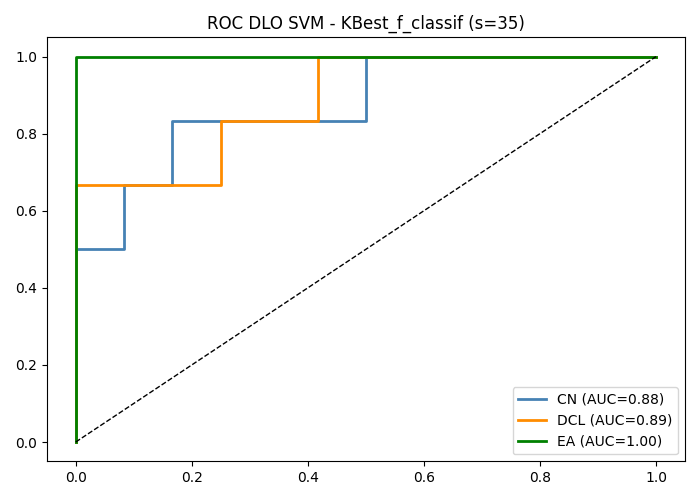 ROC DLO SVM - KBest_f_classif (s=35)
1.0
0.8
0.6
0.4
0.2
0.0
CN (AUC=0.88)
DCL (AUC=0.89)
EA (AUC=1.00)
0.0 0.2 0.4 0.6 0.8 1.0